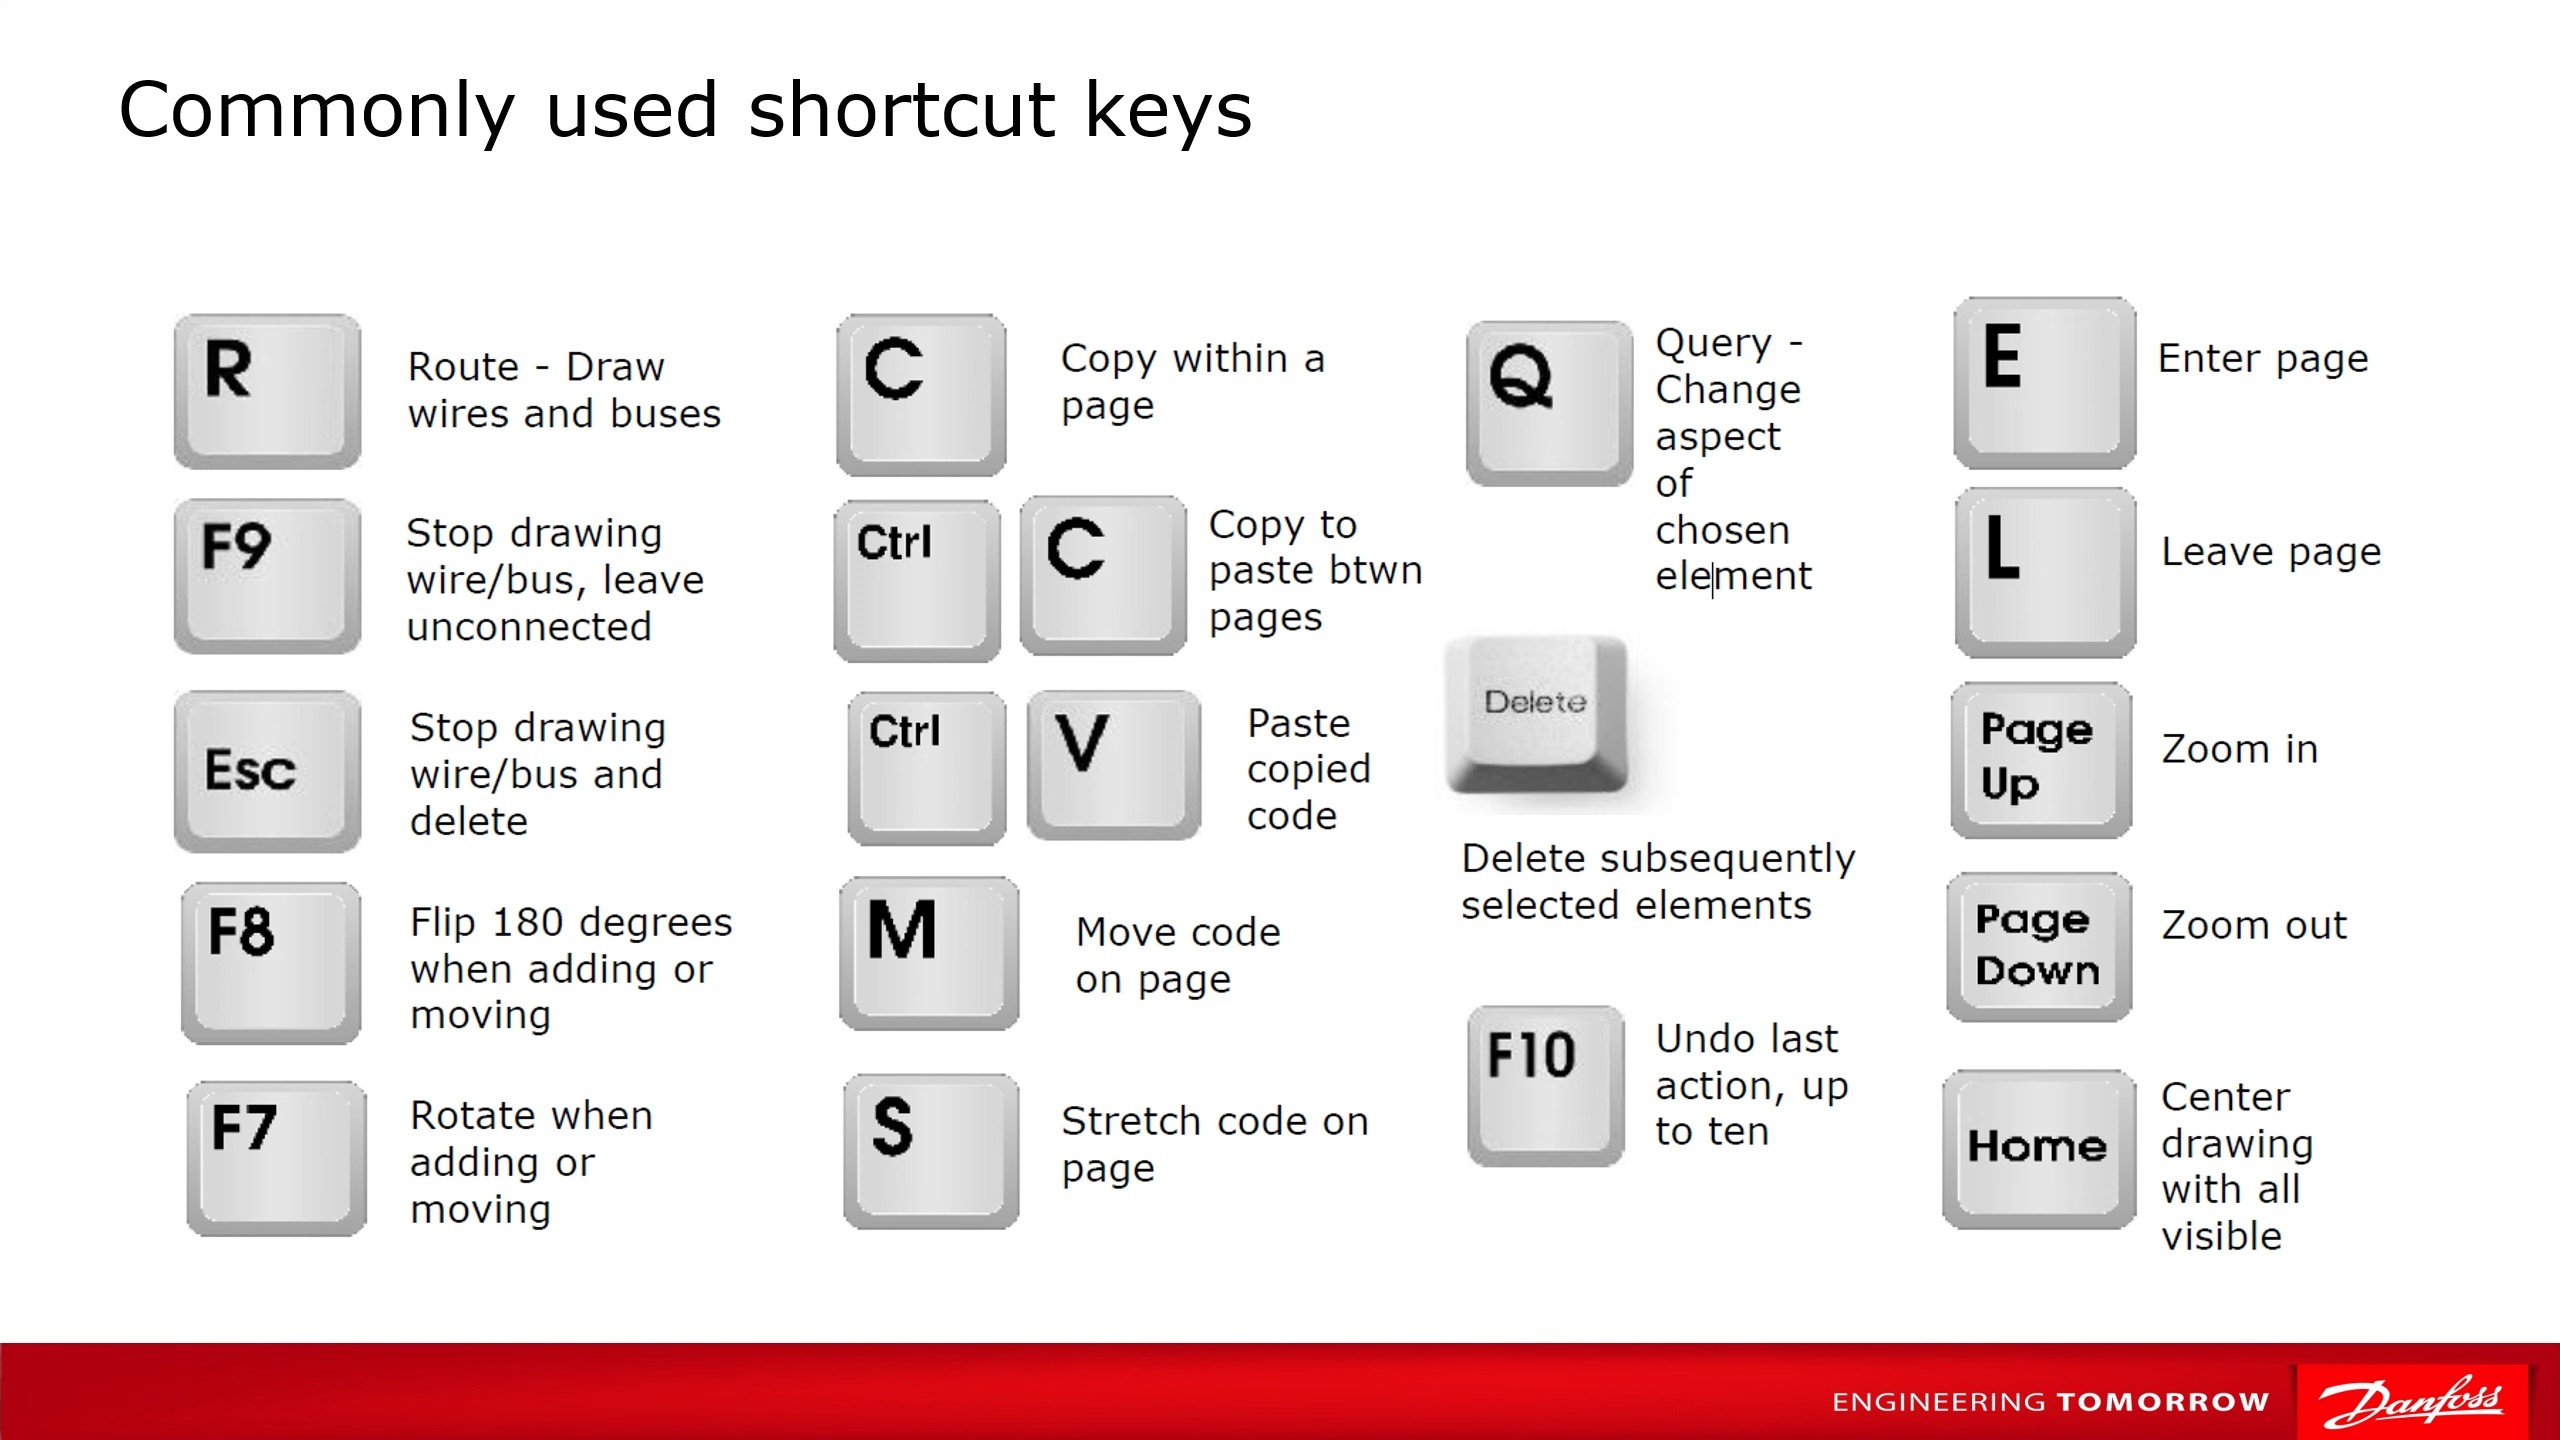 Commonly used shortcut keys
R
Route - Draw
wires and buses
F9
Stop drawing
wire/bus, leave
unconnected
Esc
Stop drawing
wire/bus and
delete
F8
Flip 180 degrees
when adding or
moving
F7
Rotate when
adding or
moving
C
Copy within a
page
Ctrl C
Copy to
paste btwn
pages
Ctrl V
Paste
copied
code
M
Move code
on page
S
Stretch code on
page
Q
Query -
Change
aspect
of
chosen
element
Delete
Delete subsequently
selected elements
F10
Undo last
action, up
to ten
E
Enter page
L
Leave page
Page
Up
Zoom in
Page
Down
Zoom out
Home
Center
drawing
with all
visible
ENGINEERING TOMORROW
Danfoss